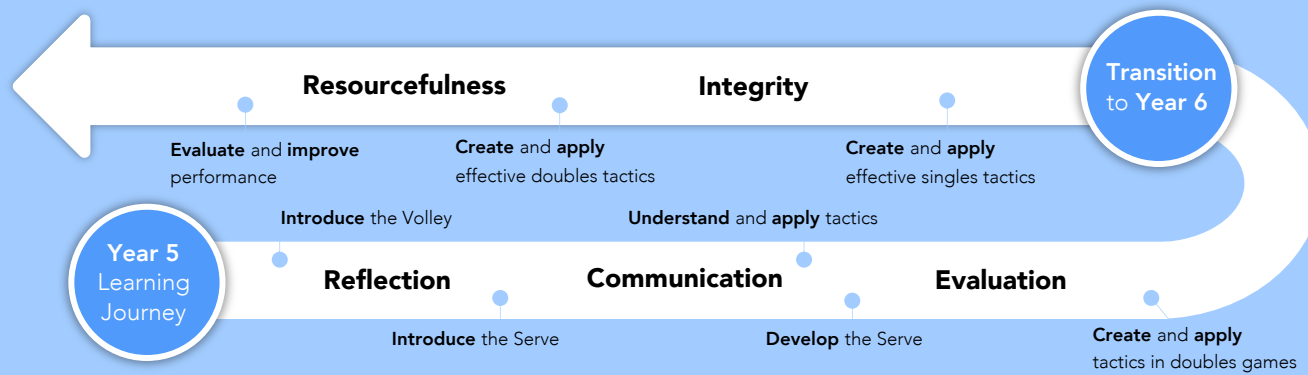 Resourcefulness
Integrity
Transition
to Year 6
Evaluate and improve
performance
Create and apply
effective doubles tactics
Create and apply
effective singles tactics
Introduce the Volley
Understand and apply tactics
Year 5
Learning
Journey
Reflection
Communication
Evaluation
Introduce the Serve
Develop the Serve
Create and apply
tactics in doubles games